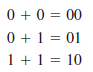 0 + 0 = 00
0 + 1 = 01
1 + 1 = 10